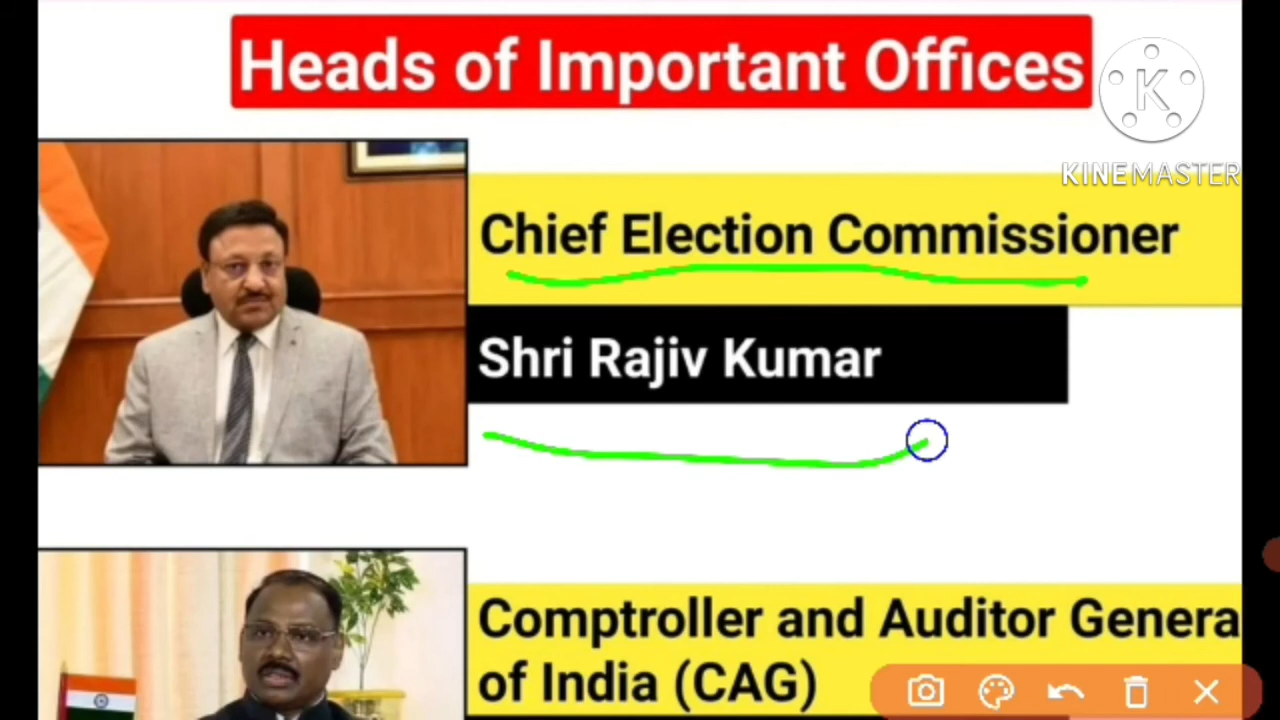 Heads of Important Offices
K
KINEMASTER
Chief Election Commissioner
Shri Rajiv Kumar
Comptroller and Auditor Genera
of India (CAG)